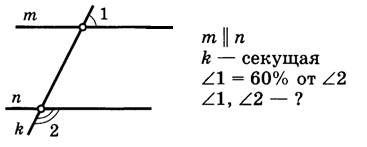 m
1
n
k
2
m ∥ n
k — секущая
∠1 = 60% от ∠2
∠1, ∠2 — ?